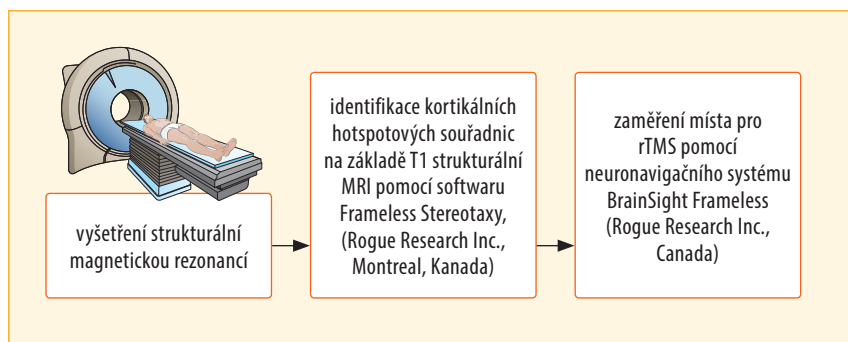 vyšetření strukturální
magnetickou rezonancí
identifikace kortikálních
hotspotových souřadnic
na základě T1 strukturální
MRI pomocí softwaru
Frameless Stereotaxy,
(Rogue Research Inc.,
Montreal, Kanada)
zaměření místa pro
rTMS pomocí
neuronavigačního systému
BrainSight Frameless
(Rogue Research Inc.,
Canada)